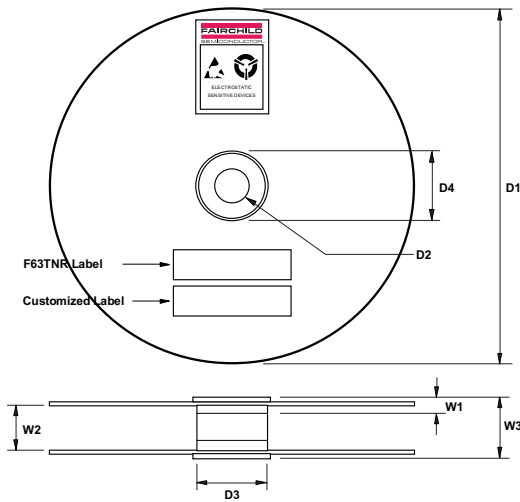 FAIRCHILD
SEMICONDUCTOR
ELECTROSTATIC
SENSITIVE DEVICES
D4
D1
D2
F63TNR Label
Customized Label
W1
W2
W3
D3